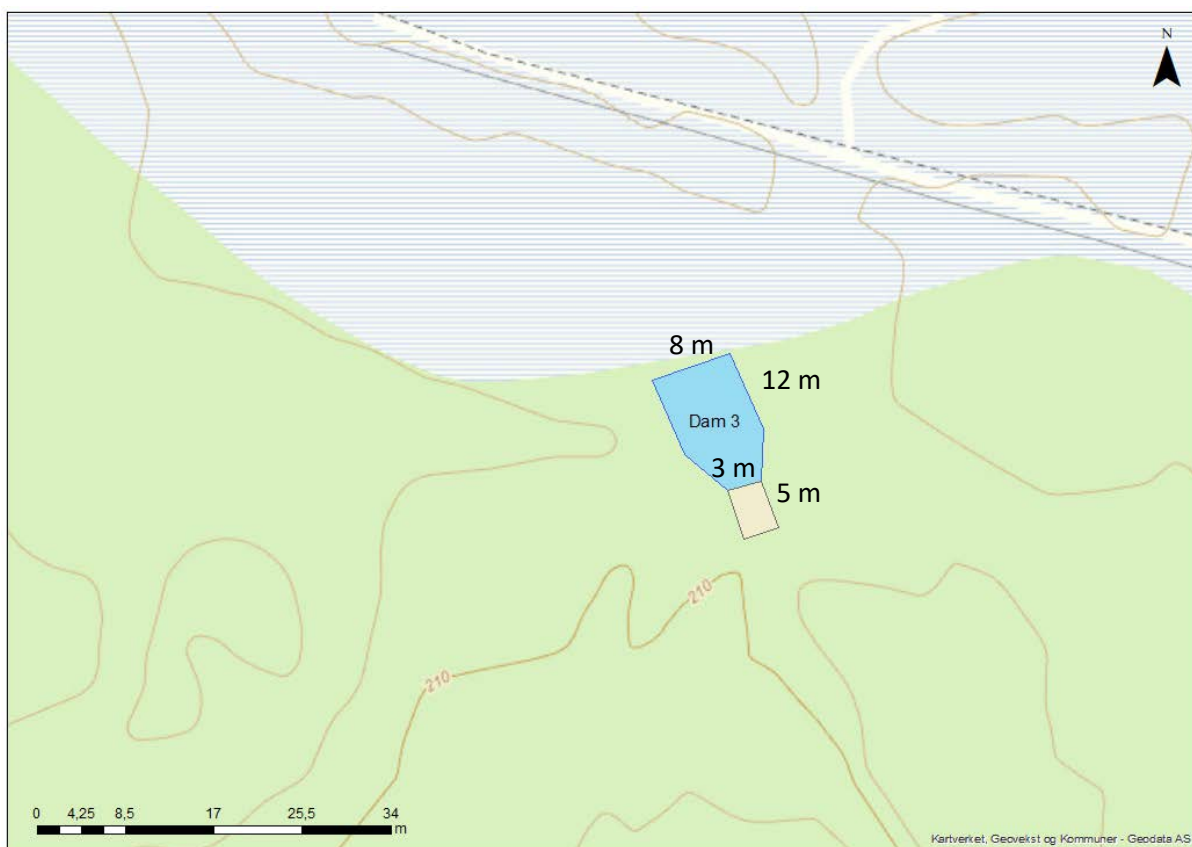 N
8 m
12 m
Dam 3
3 m
5 m
210
210
0 4,25 8,5 17 25,5 34
m
Kartverket, Geovekst og Kommuner - Geodata AS